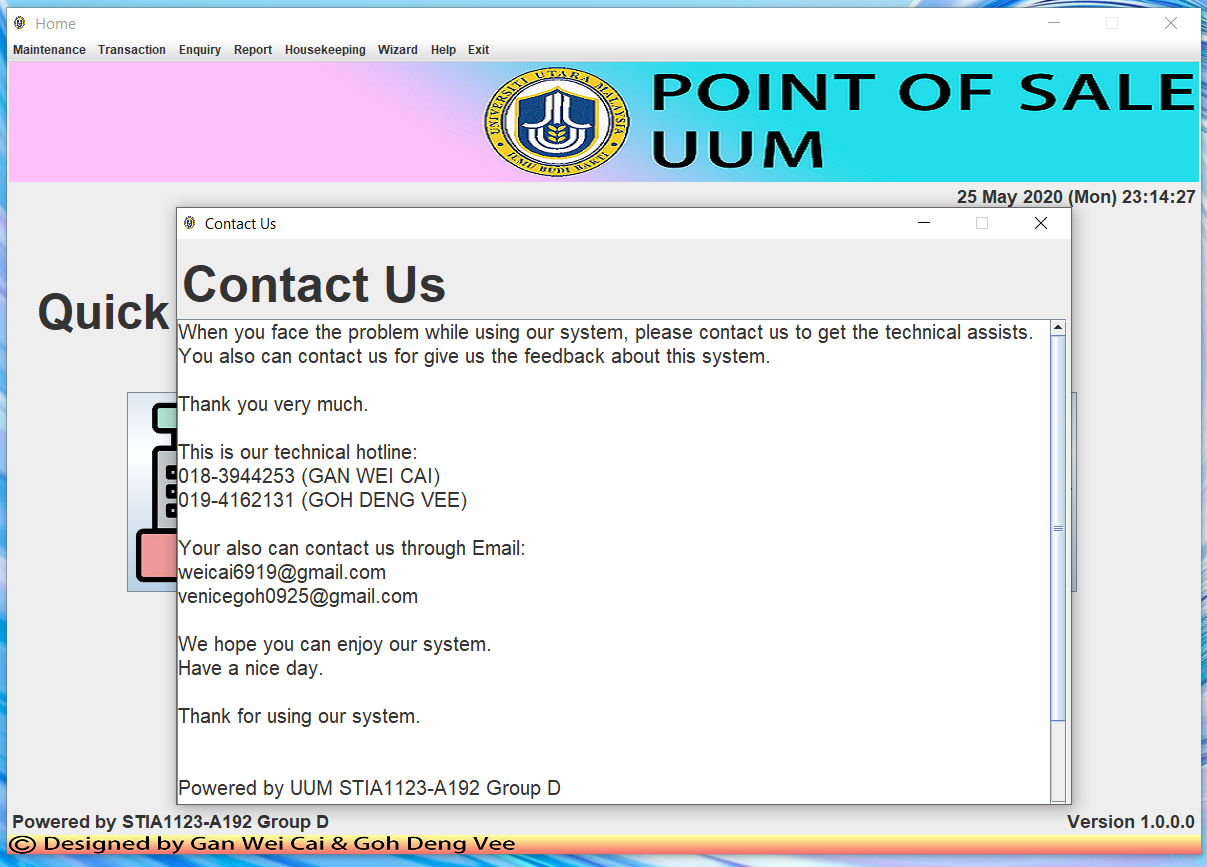 Home
Maintenance Transaction Enquiry Report Housekeeping Wizard Help Exit
UNIVERSITI UTARA MALAYSIA
ILMU BUDI BAKTI
POINT OF SALE
UUM
25 May 2020 (Mon) 23:14:27
Contact Us
Contact Us
Quick
When you face the problem while using our system, please contact us to get the technical assists.
You also can contact us for give us the feedback about this system.
Thank you very much.
This is our technical hotline:
018-3944253 (GAN WEI CAI)
019-4162131 (GOH DENG VEE)
Your also can contact us through Email:
weicai6919@gmail.com
venicegoh0925@gmail.com
We hope you can enjoy our system.
Have a nice day.
Thank for using our system.
Powered by UUM STIA1123-A192 Group D
Powered by STIA1123-A192 Group D
Version 1.0.0.0
© Designed by Gan Wei Cai & Goh Deng Vee